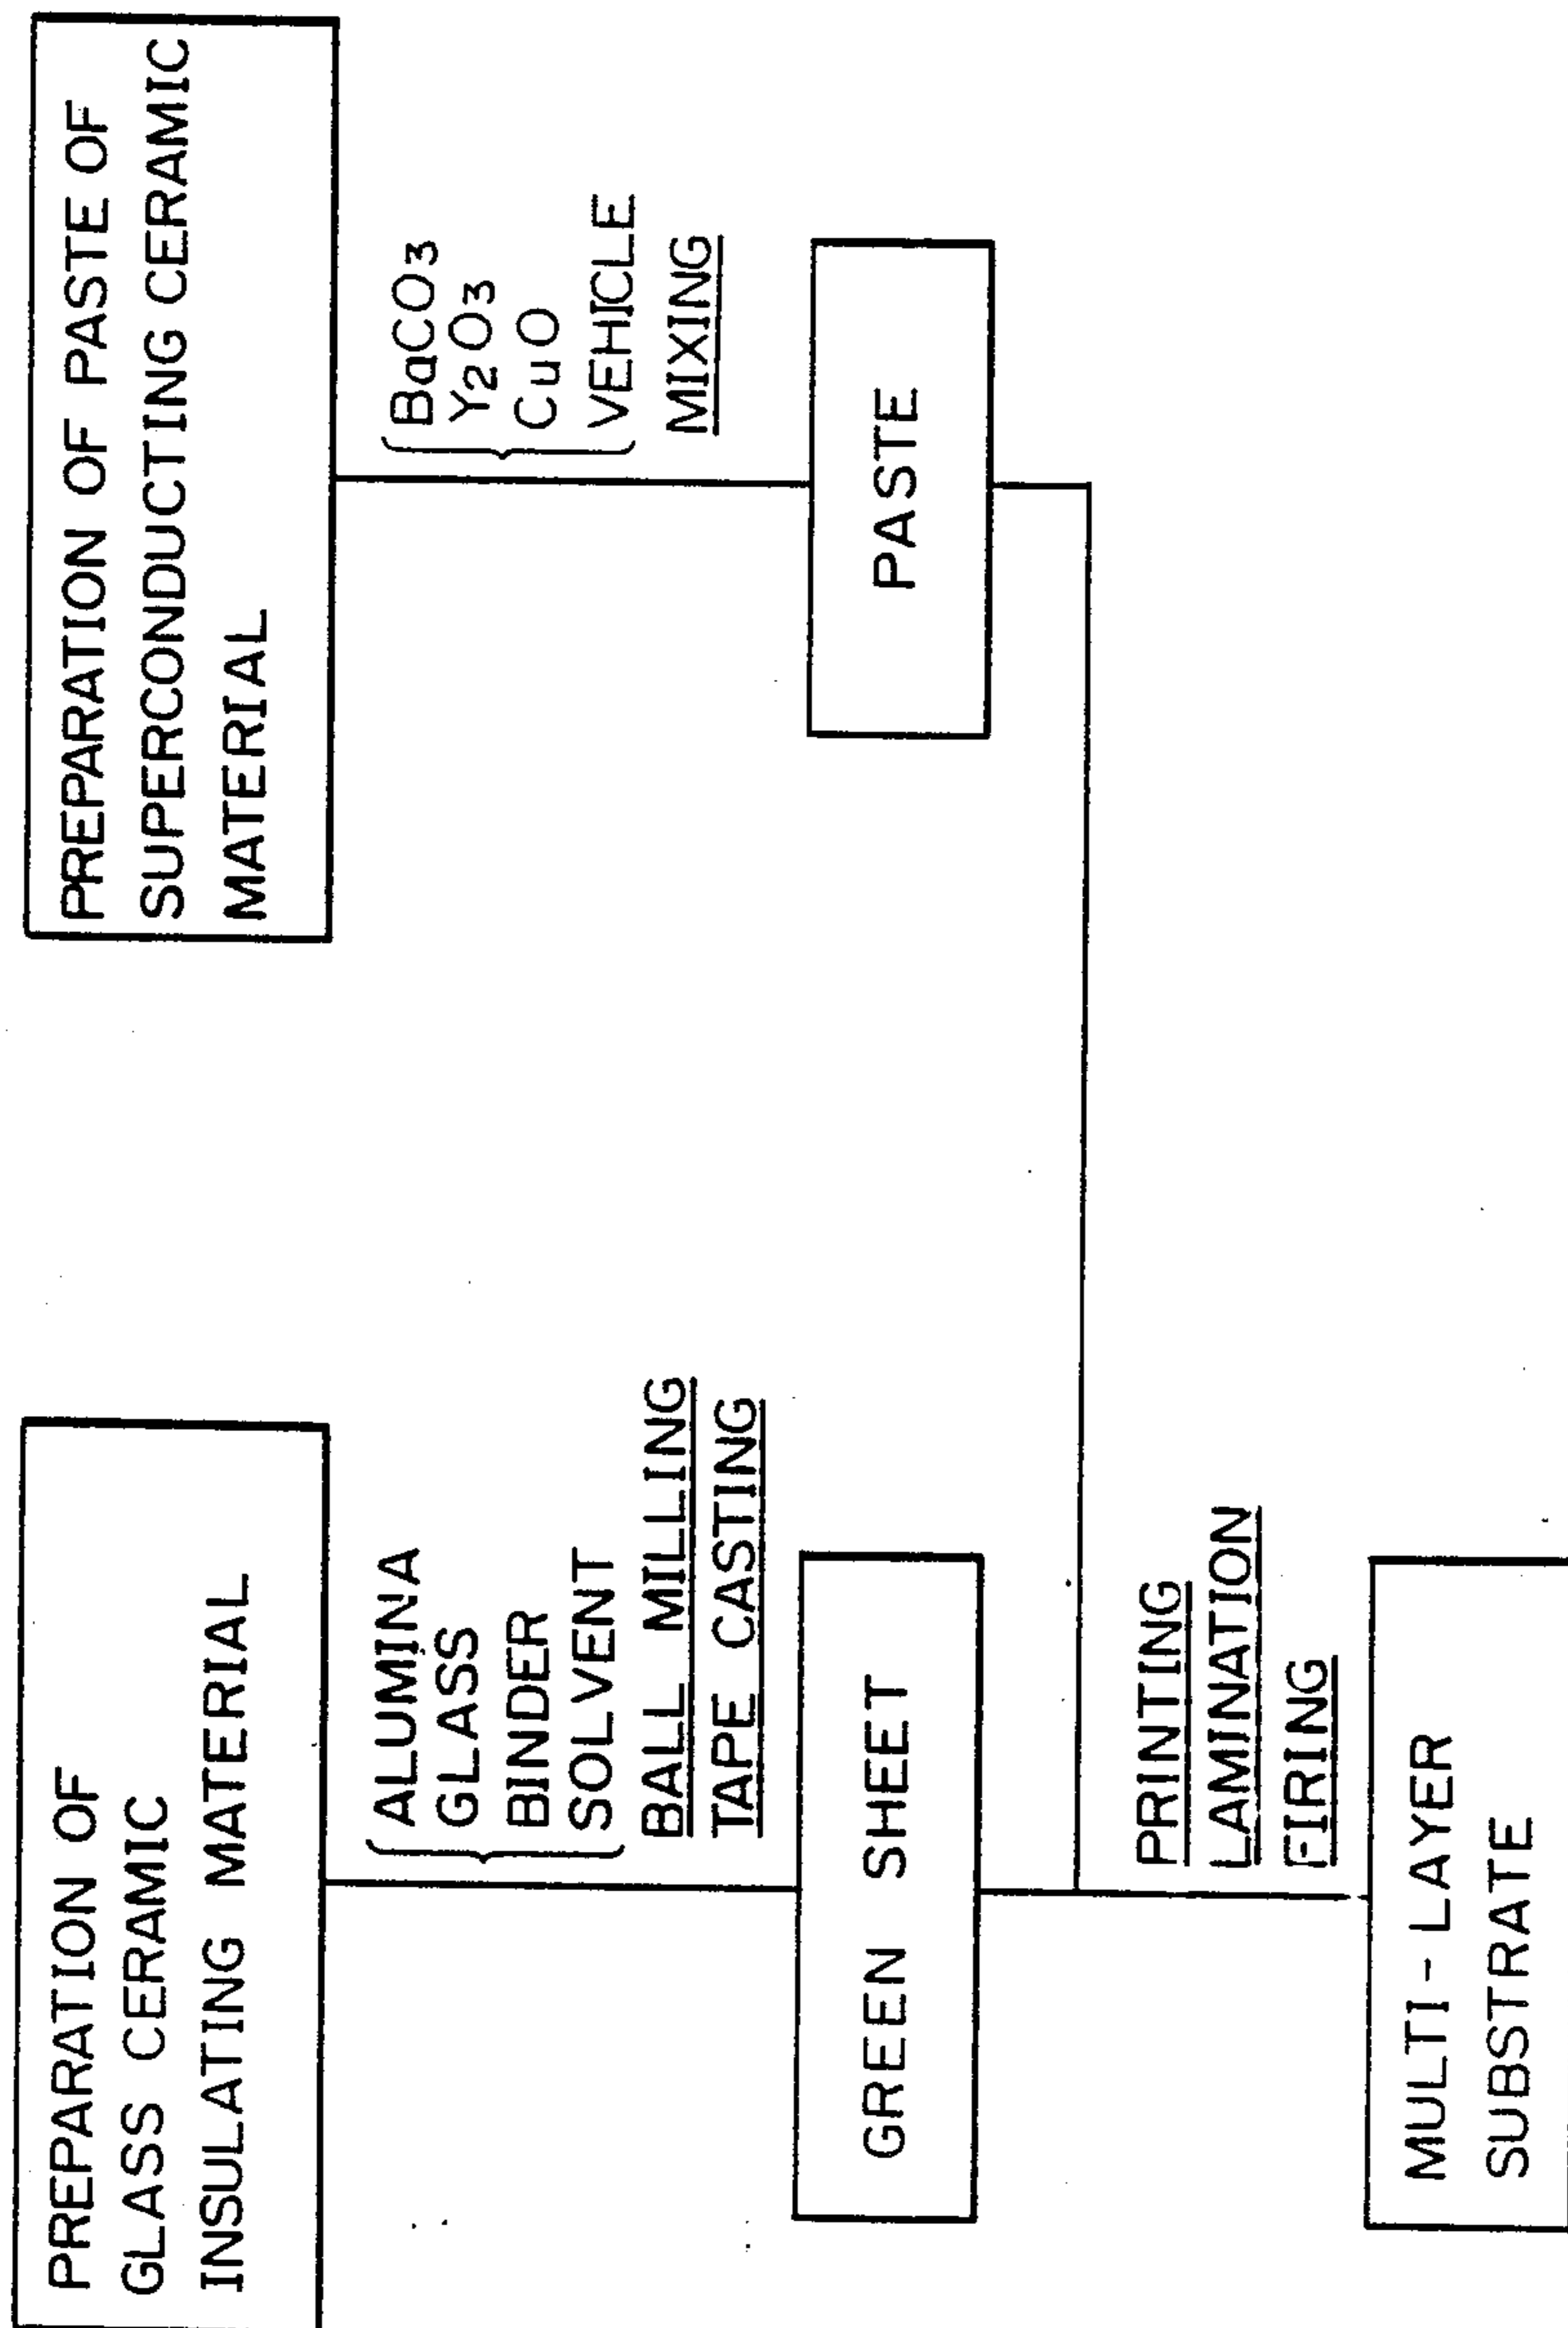 PREPARATION OF
GLASS CERAMIC
INSULATING MATERIAL
ALUMINA
GLASS
BINDER
SOLVENT
BALL MILLING
TAPE CASTING
GREEN SHEET
PREPARATION OF PASTE OF
SUPERCONDUCTING CERAMIC
MATERIAL
BaCO3
Y2O3
CuO
VEHICLE
MIXING
PASTE
PRINTING
LAMINATION
FIRING
MULTI-LAYER
SUBSTRATE